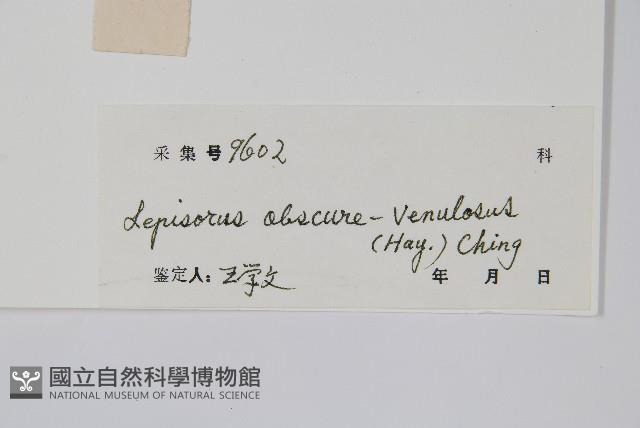 采集号 9602 科
Lepisorus obscure-Venulosus
(Hay.) Ching
鉴定人: 王学文 年 月 日
國立自然科學博物館
NATIONAL MUSEUM OF NATURAL SCIENCE